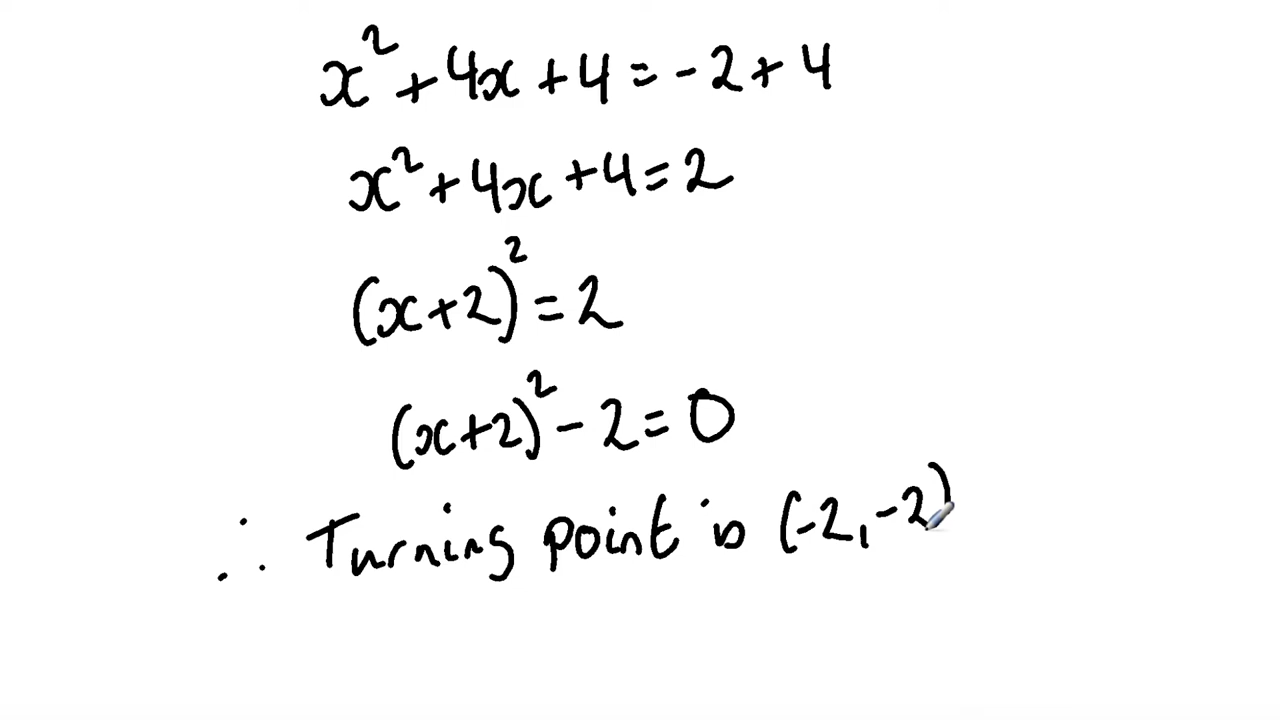 x² + 4x + 4 = -2 + 4
x² + 4x + 4 = 2
(x+2)² = 2
(x+2)² - 2 = 0
∴ Turning point is (-2, -2)